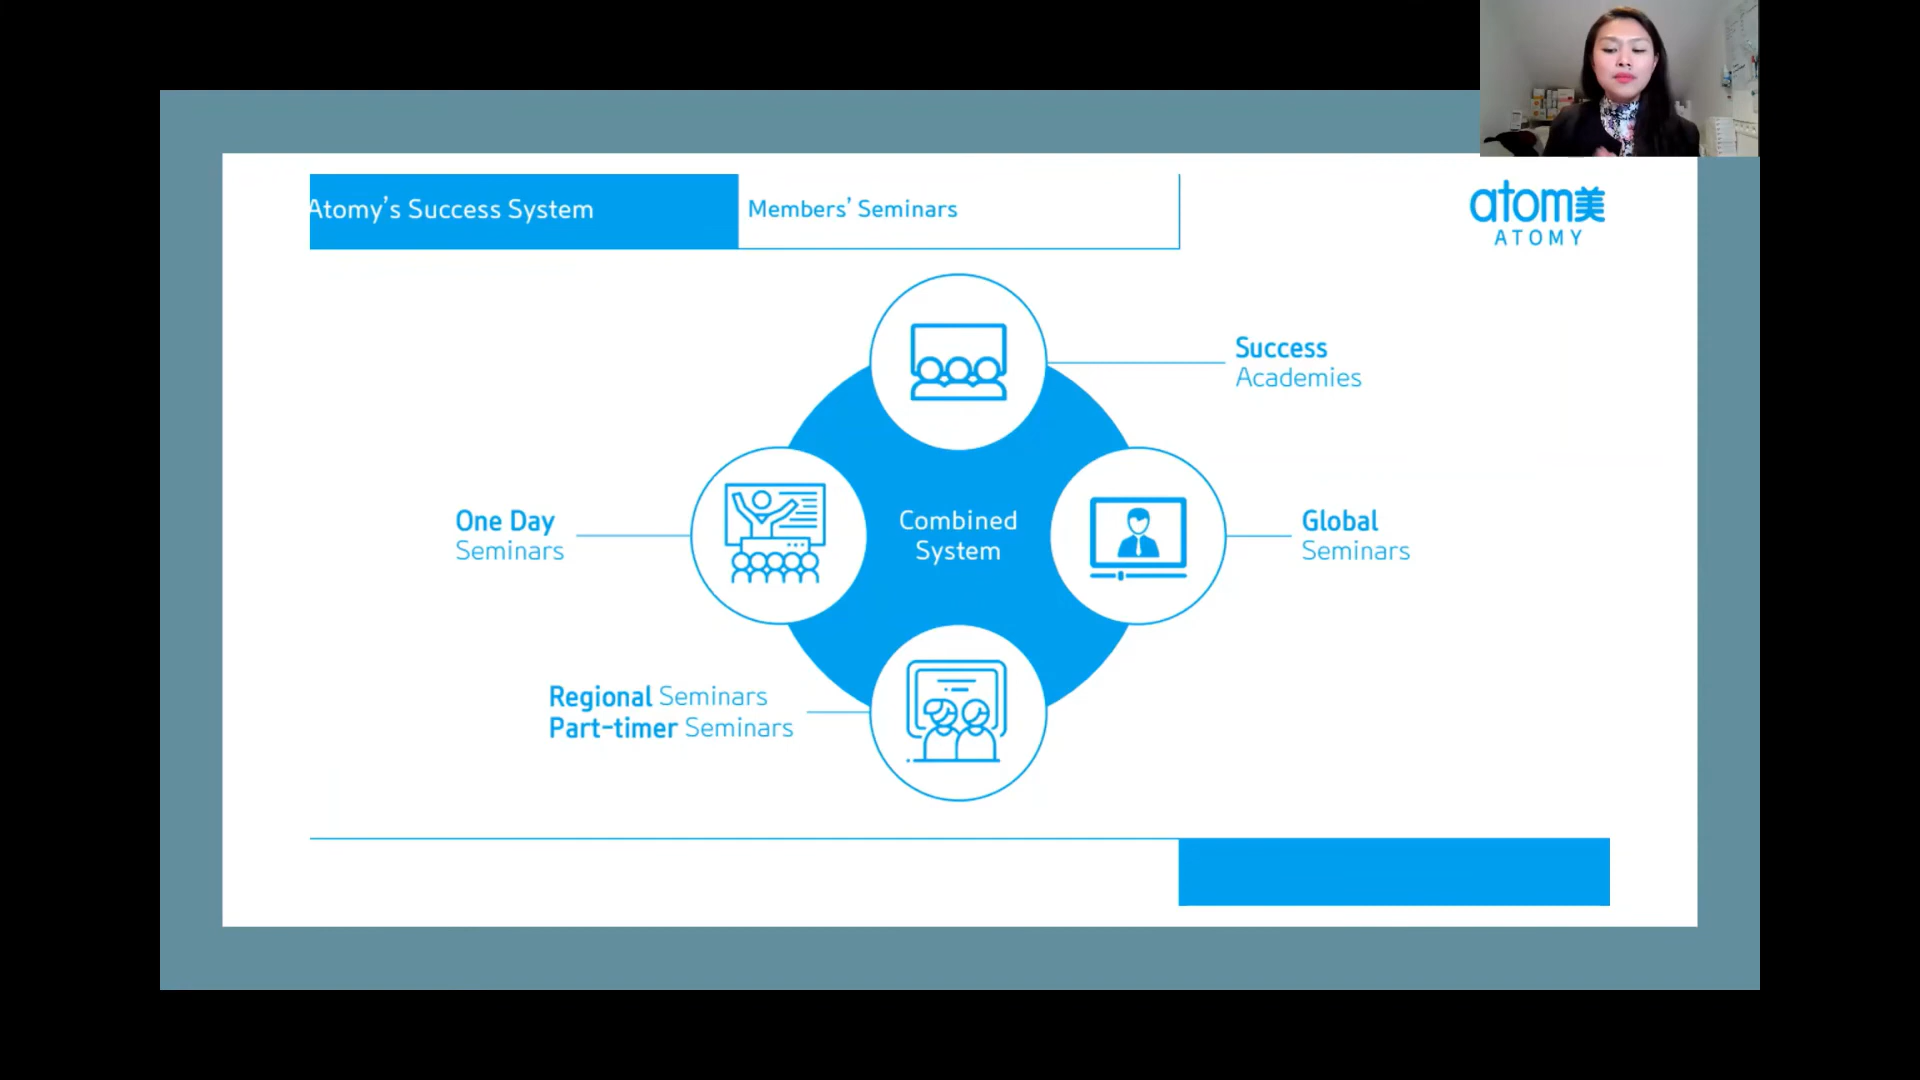 Atomy's Success System
Members' Seminars
atom美
ATOMY
Success
Academies
One Day
Seminars
Combined
System
Global
Seminars
Regional Seminars
Part-timer Seminars